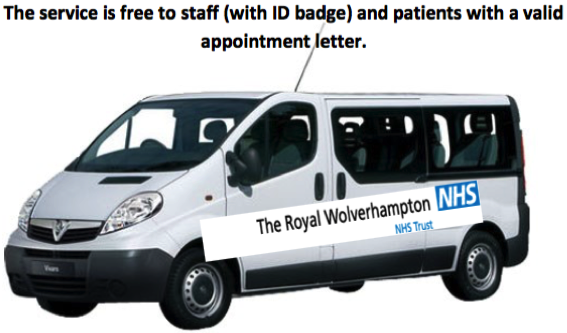 The service is free to staff (with ID badge) and patients with a valid
appointment letter.
The Royal Wolverhampton NHS
NHS Trust